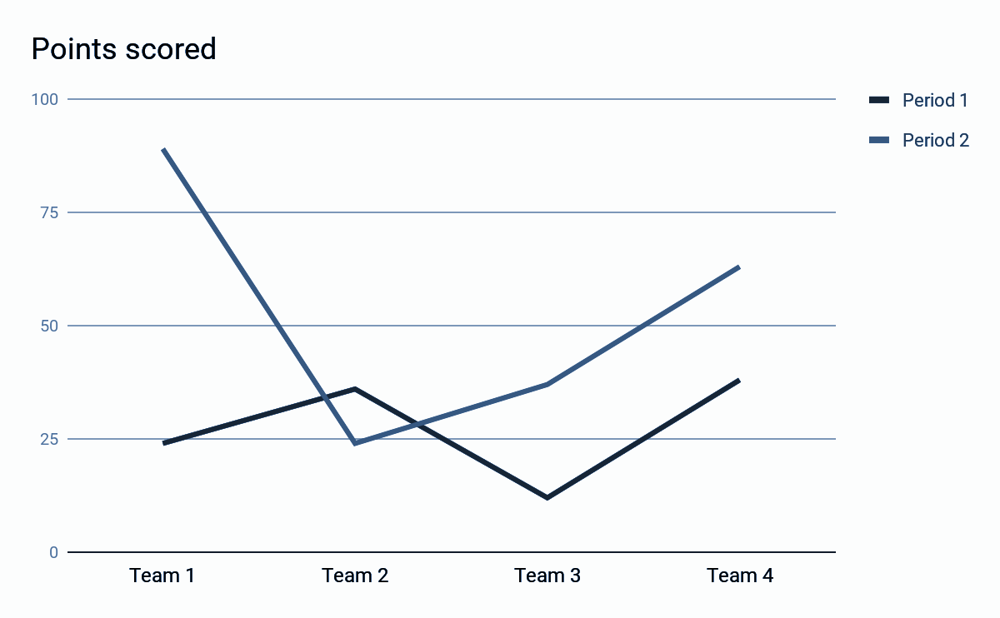 Points scored
100
Period 1
Period 2
75
50
25
0
Team 1
Team 2
Team 3
Team 4